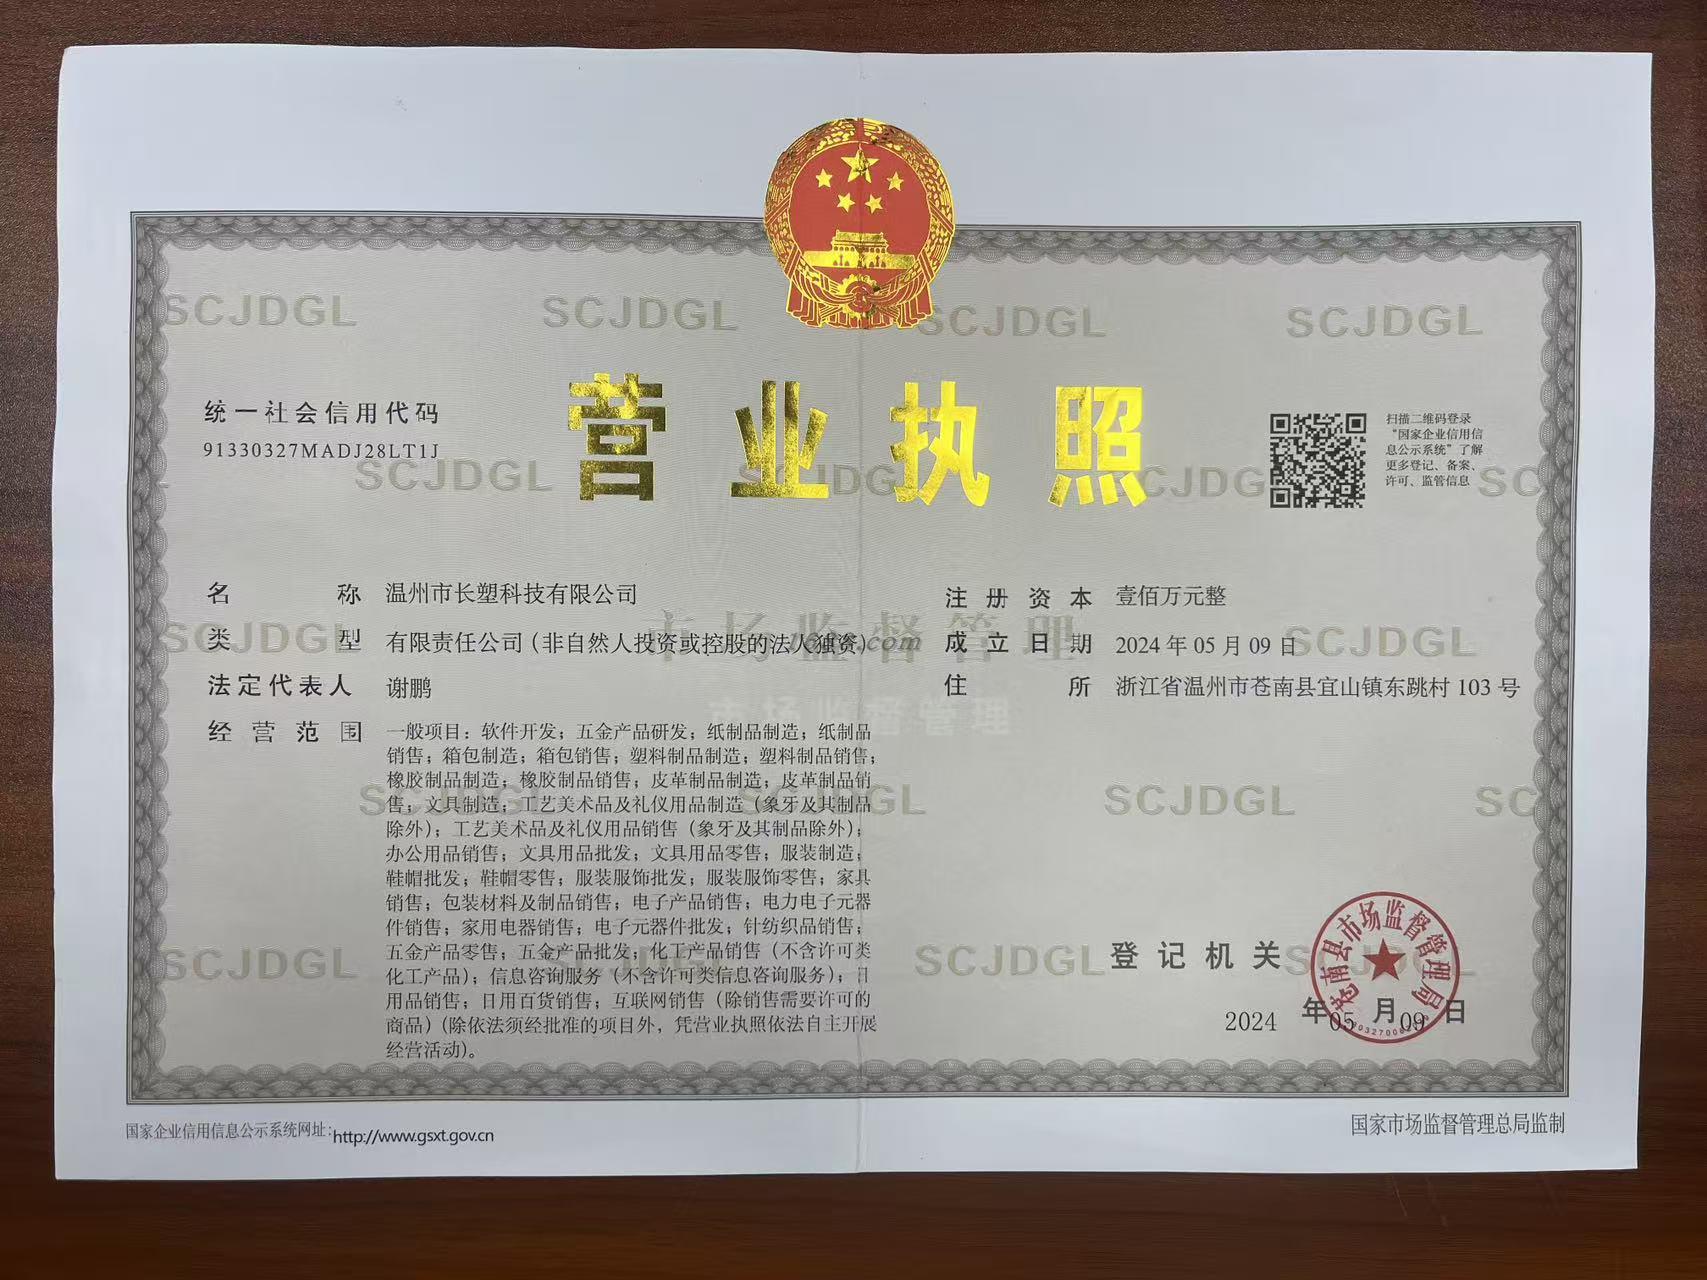 统一社会信用代码
91330327MADJ28LT1J
营业执照
扫描二维码登录
“国家企业信用信
息公示系统”了解
更多登记、备案、
许可、监管信息
名称 温州市长塑科技有限公司
类型 有限责任公司（非自然人投资或控股的法人独资）
法定代表人 谢鹏
经营范围 一般项目：软件开发；五金产品研发；纸制品制造；纸制品
销售；箱包制造；箱包销售；塑料制品制造；塑料制品销售；
橡胶制品制造；橡胶制品销售；皮革制品制造；皮革制品销
售；文具制造；工艺美术品及礼仪用品制造（象牙及其制品
除外）；工艺美术品及礼仪用品销售（象牙及其制品除外）；
办公用品销售；文具用品批发；文具用品零售；服装制造；
鞋帽批发；鞋帽零售；服装服饰批发；服装服饰零售；家具
销售；包装材料及制品销售；电子产品销售；电力电子元器
件销售；家用电器销售；电子元器件批发；针纺织品销售；
五金产品零售；五金产品批发；化工产品销售（不含许可类
化工产品）；信息咨询服务（不含许可类信息咨询服务）；日
用品销售；日用百货销售；互联网销售（除销售需要许可的
商品）(除依法须经批准的项目外，凭营业执照依法自主开展
经营活动)。
注册资本 壹佰万元整
成立日期 2024年05月09日
住所 浙江省温州市苍南县宜山镇东跳村103号
登记机关
苍南县市场监督管理局
2024年05月09日
国家企业信用信息公示系统网址：http://www.gsxt.gov.cn
国家市场监督管理总局监制
SCJDGL SCJDGL SCJDGL SCJDGL
市场监督管理
市场监督管理